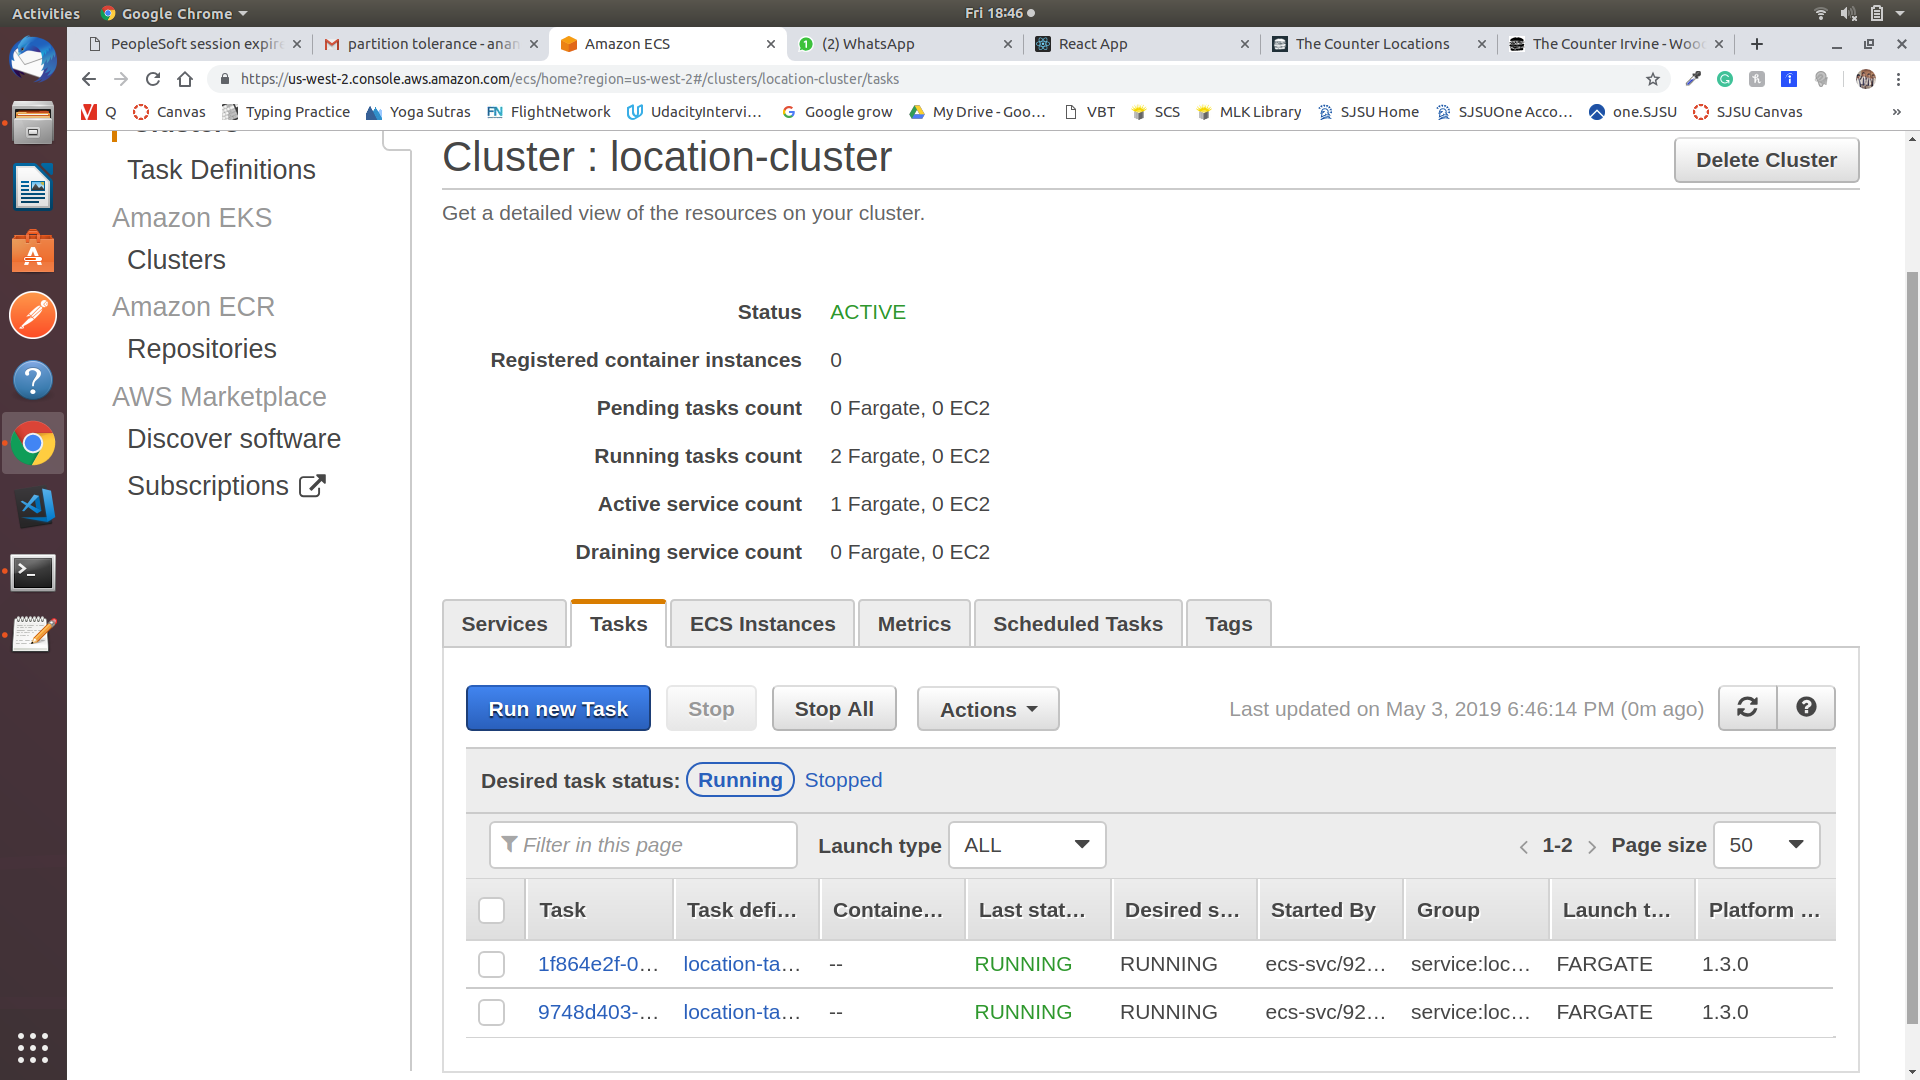 Activities Google Chrome Fri 18:46
PeopleSoft session expire partition tolerance - anan Amazon ECS (2) WhatsApp React App The Counter Locations The Counter Irvine - Wood
https://us-west-2.console.aws.amazon.com/ecs/home?region=us-west-2#/clusters/location-cluster/tasks
Q Canvas Typing Practice Yoga Sutras FN FlightNetwork UdacityIntervi... Google grow My Drive - Goo... VBT SCS MLK Library SJSU Home SJSUOne Acco... one.SJSU SJSU Canvas »
Clusters
Task Definitions
Amazon EKS
Clusters
Amazon ECR
Repositories
AWS Marketplace
Discover software
Subscriptions
Cluster : location-cluster
Delete Cluster
Get a detailed view of the resources on your cluster.
Status ACTIVE
Registered container instances 0
Pending tasks count 0 Fargate, 0 EC2
Running tasks count 2 Fargate, 0 EC2
Active service count 1 Fargate, 0 EC2
Draining service count 0 Fargate, 0 EC2
Services Tasks ECS Instances Metrics Scheduled Tasks Tags
Run new Task Stop Stop All Actions Last updated on May 3, 2019 6:46:14 PM (0m ago)
Desired task status: Running Stopped
Filter in this page Launch type ALL 1-2 Page size 50
Task Task defi... Containe... Last stat... Desired s... Started By Group Launch t... Platform ...
1f864e2f-0... location-ta... -- RUNNING RUNNING ecs-svc/92... service:loc... FARGATE 1.3.0
9748d403-... location-ta... -- RUNNING RUNNING ecs-svc/92... service:loc... FARGATE 1.3.0